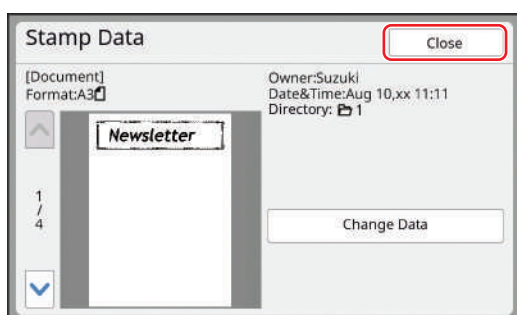 Stamp Data
Close
[Document]
Format:A3
Owner:Suzuki
Date&Time:Aug 10,xx 11:11
Directory: 1
Newsletter
1
/
4
Change Data